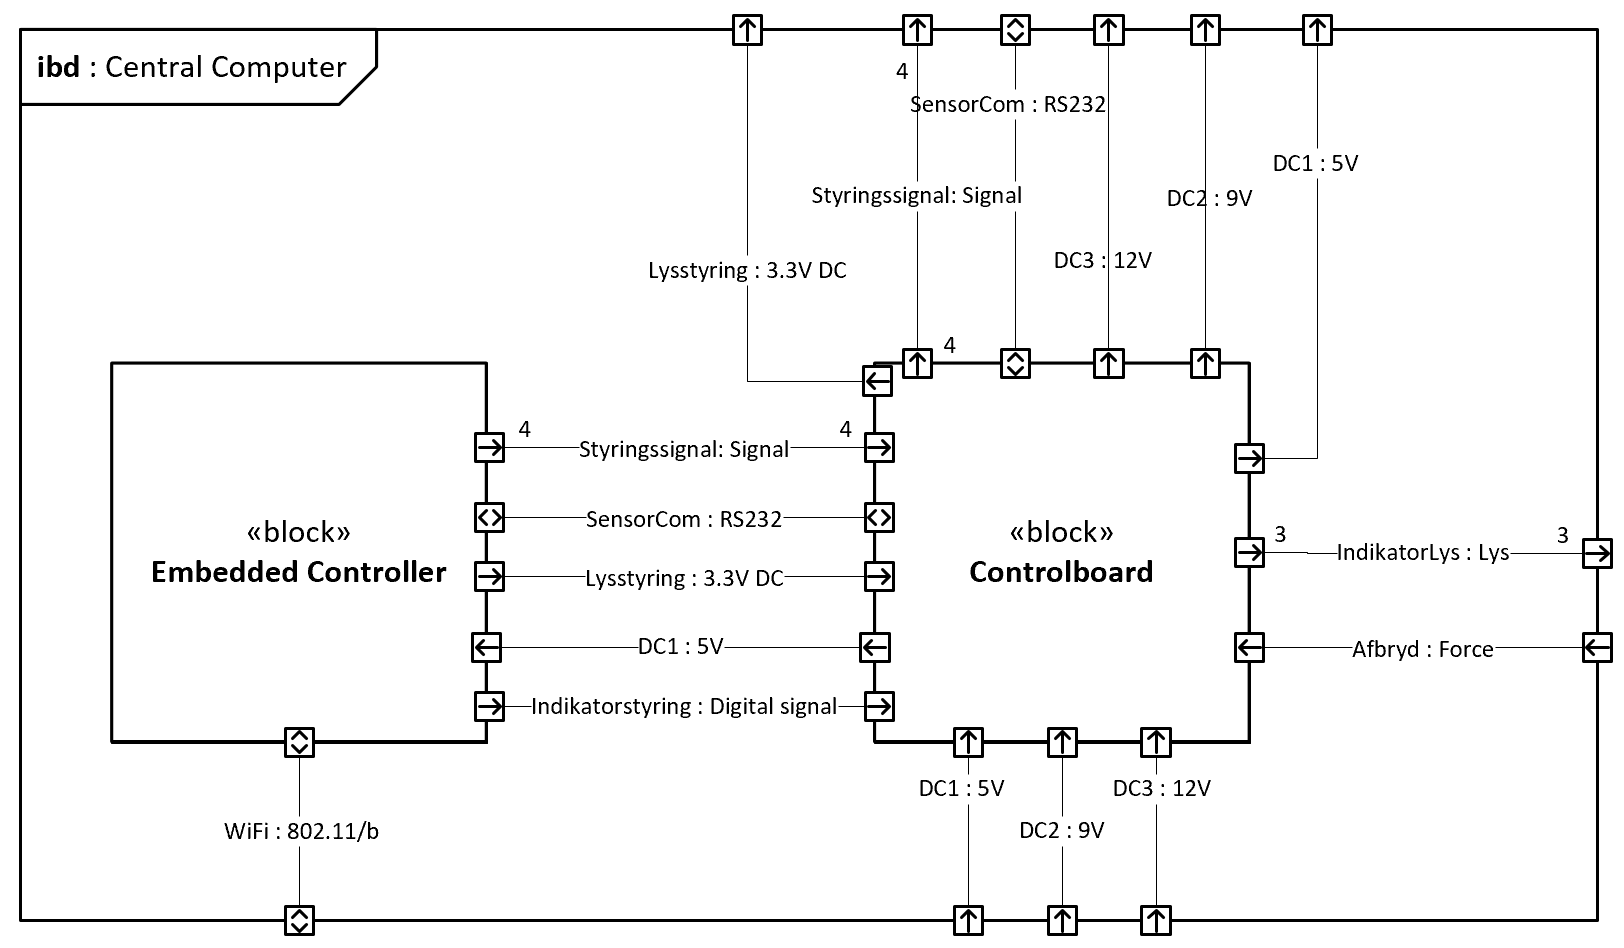 ibd : Central Computer
4
SensorCom : RS232
DC1 : 5V
Styringssignal: Signal
DC2 : 9V
DC3 : 12V
Lysstyring : 3.3V DC
4
4
4
Styringssignal: Signal
SensorCom : RS232
Lysstyring : 3.3V DC
DC1 : 5V
Indikatorstyring : Digital signal
«block»
Embedded Controller
«block»
Controlboard
3
3
IndikatorLys : Lys
Afbryd : Force
DC1 : 5V
DC3 : 12V
DC2 : 9V
WiFi : 802.11/b